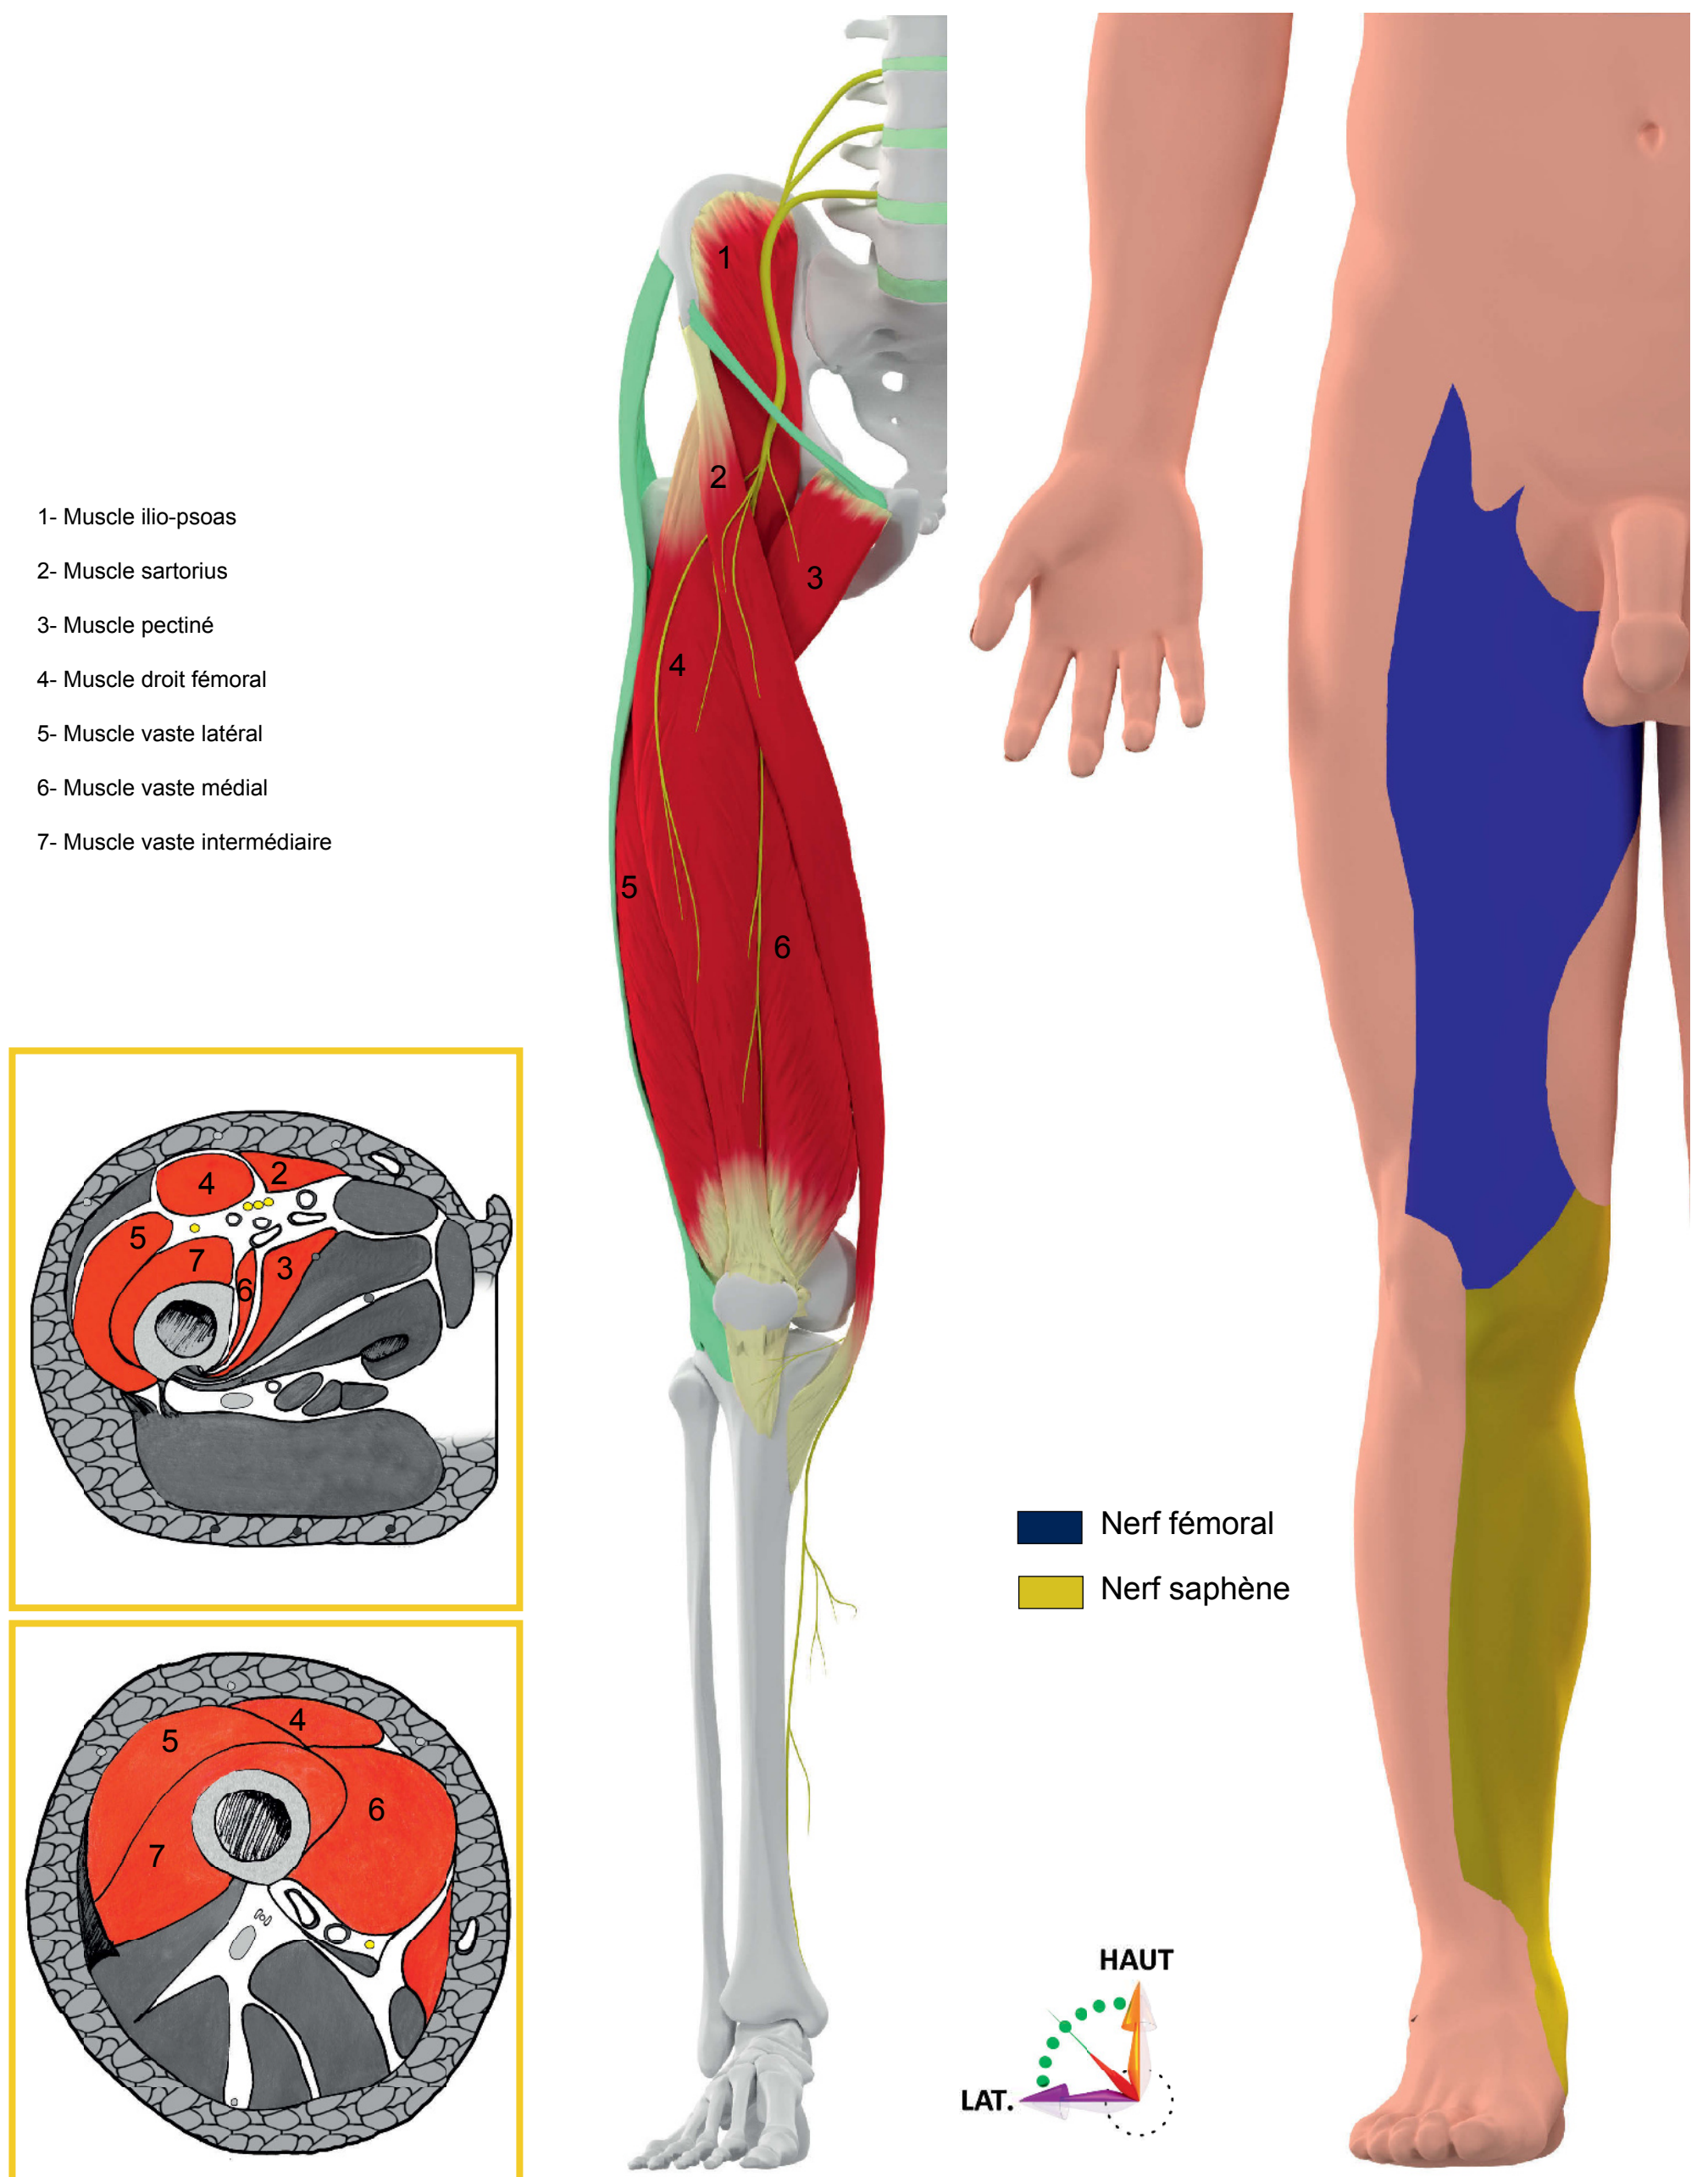 1- Muscle ilio-psoas
2- Muscle sartorius
3- Muscle pectiné
4- Muscle droit fémoral
5- Muscle vaste latéral
6- Muscle vaste médial
7- Muscle vaste intermédiaire
1
2
3
4
5
6
4
2
5
7
6
3
5
4
6
7
Nerf fémoral
Nerf saphène
HAUT
LAT.